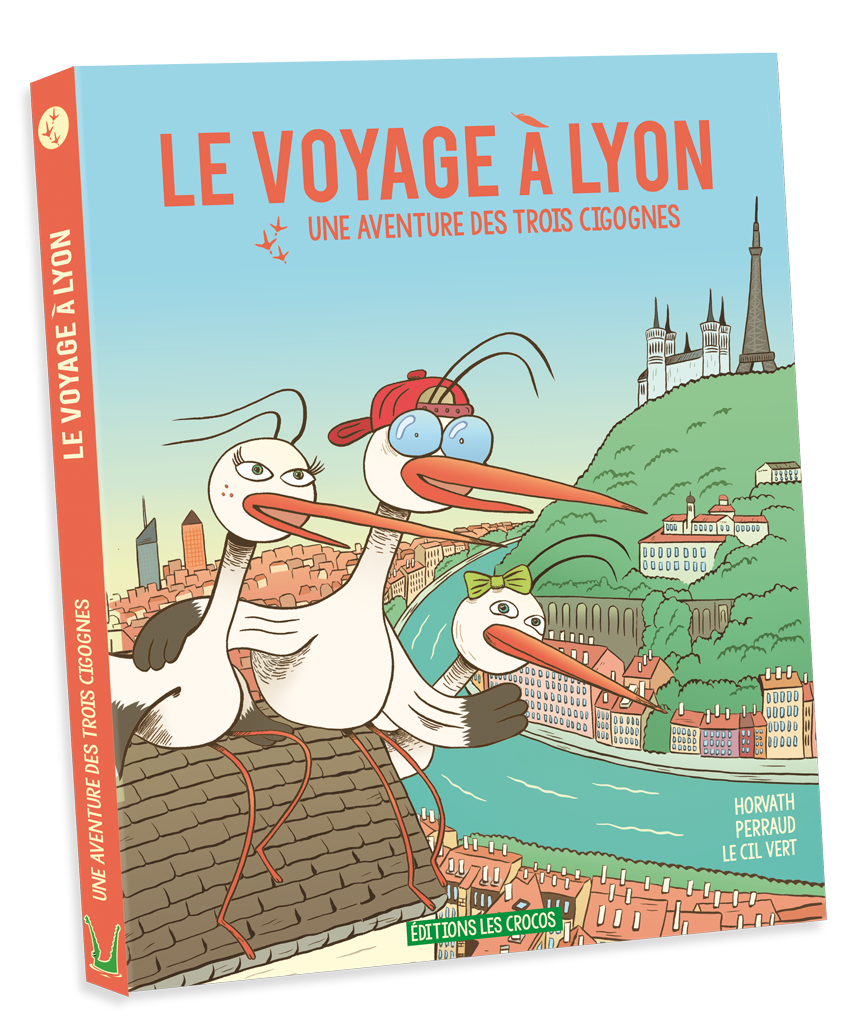 LE VOYAGE À LYON
UNE AVENTURE DES TROIS CIGOGNES
HORVATH
PERRAUD
LE CIL VERT
ÉDITIONS LES CROCOS
LE VOYAGE À LYON
UNE AVENTURE DES TROIS CIGOGNES